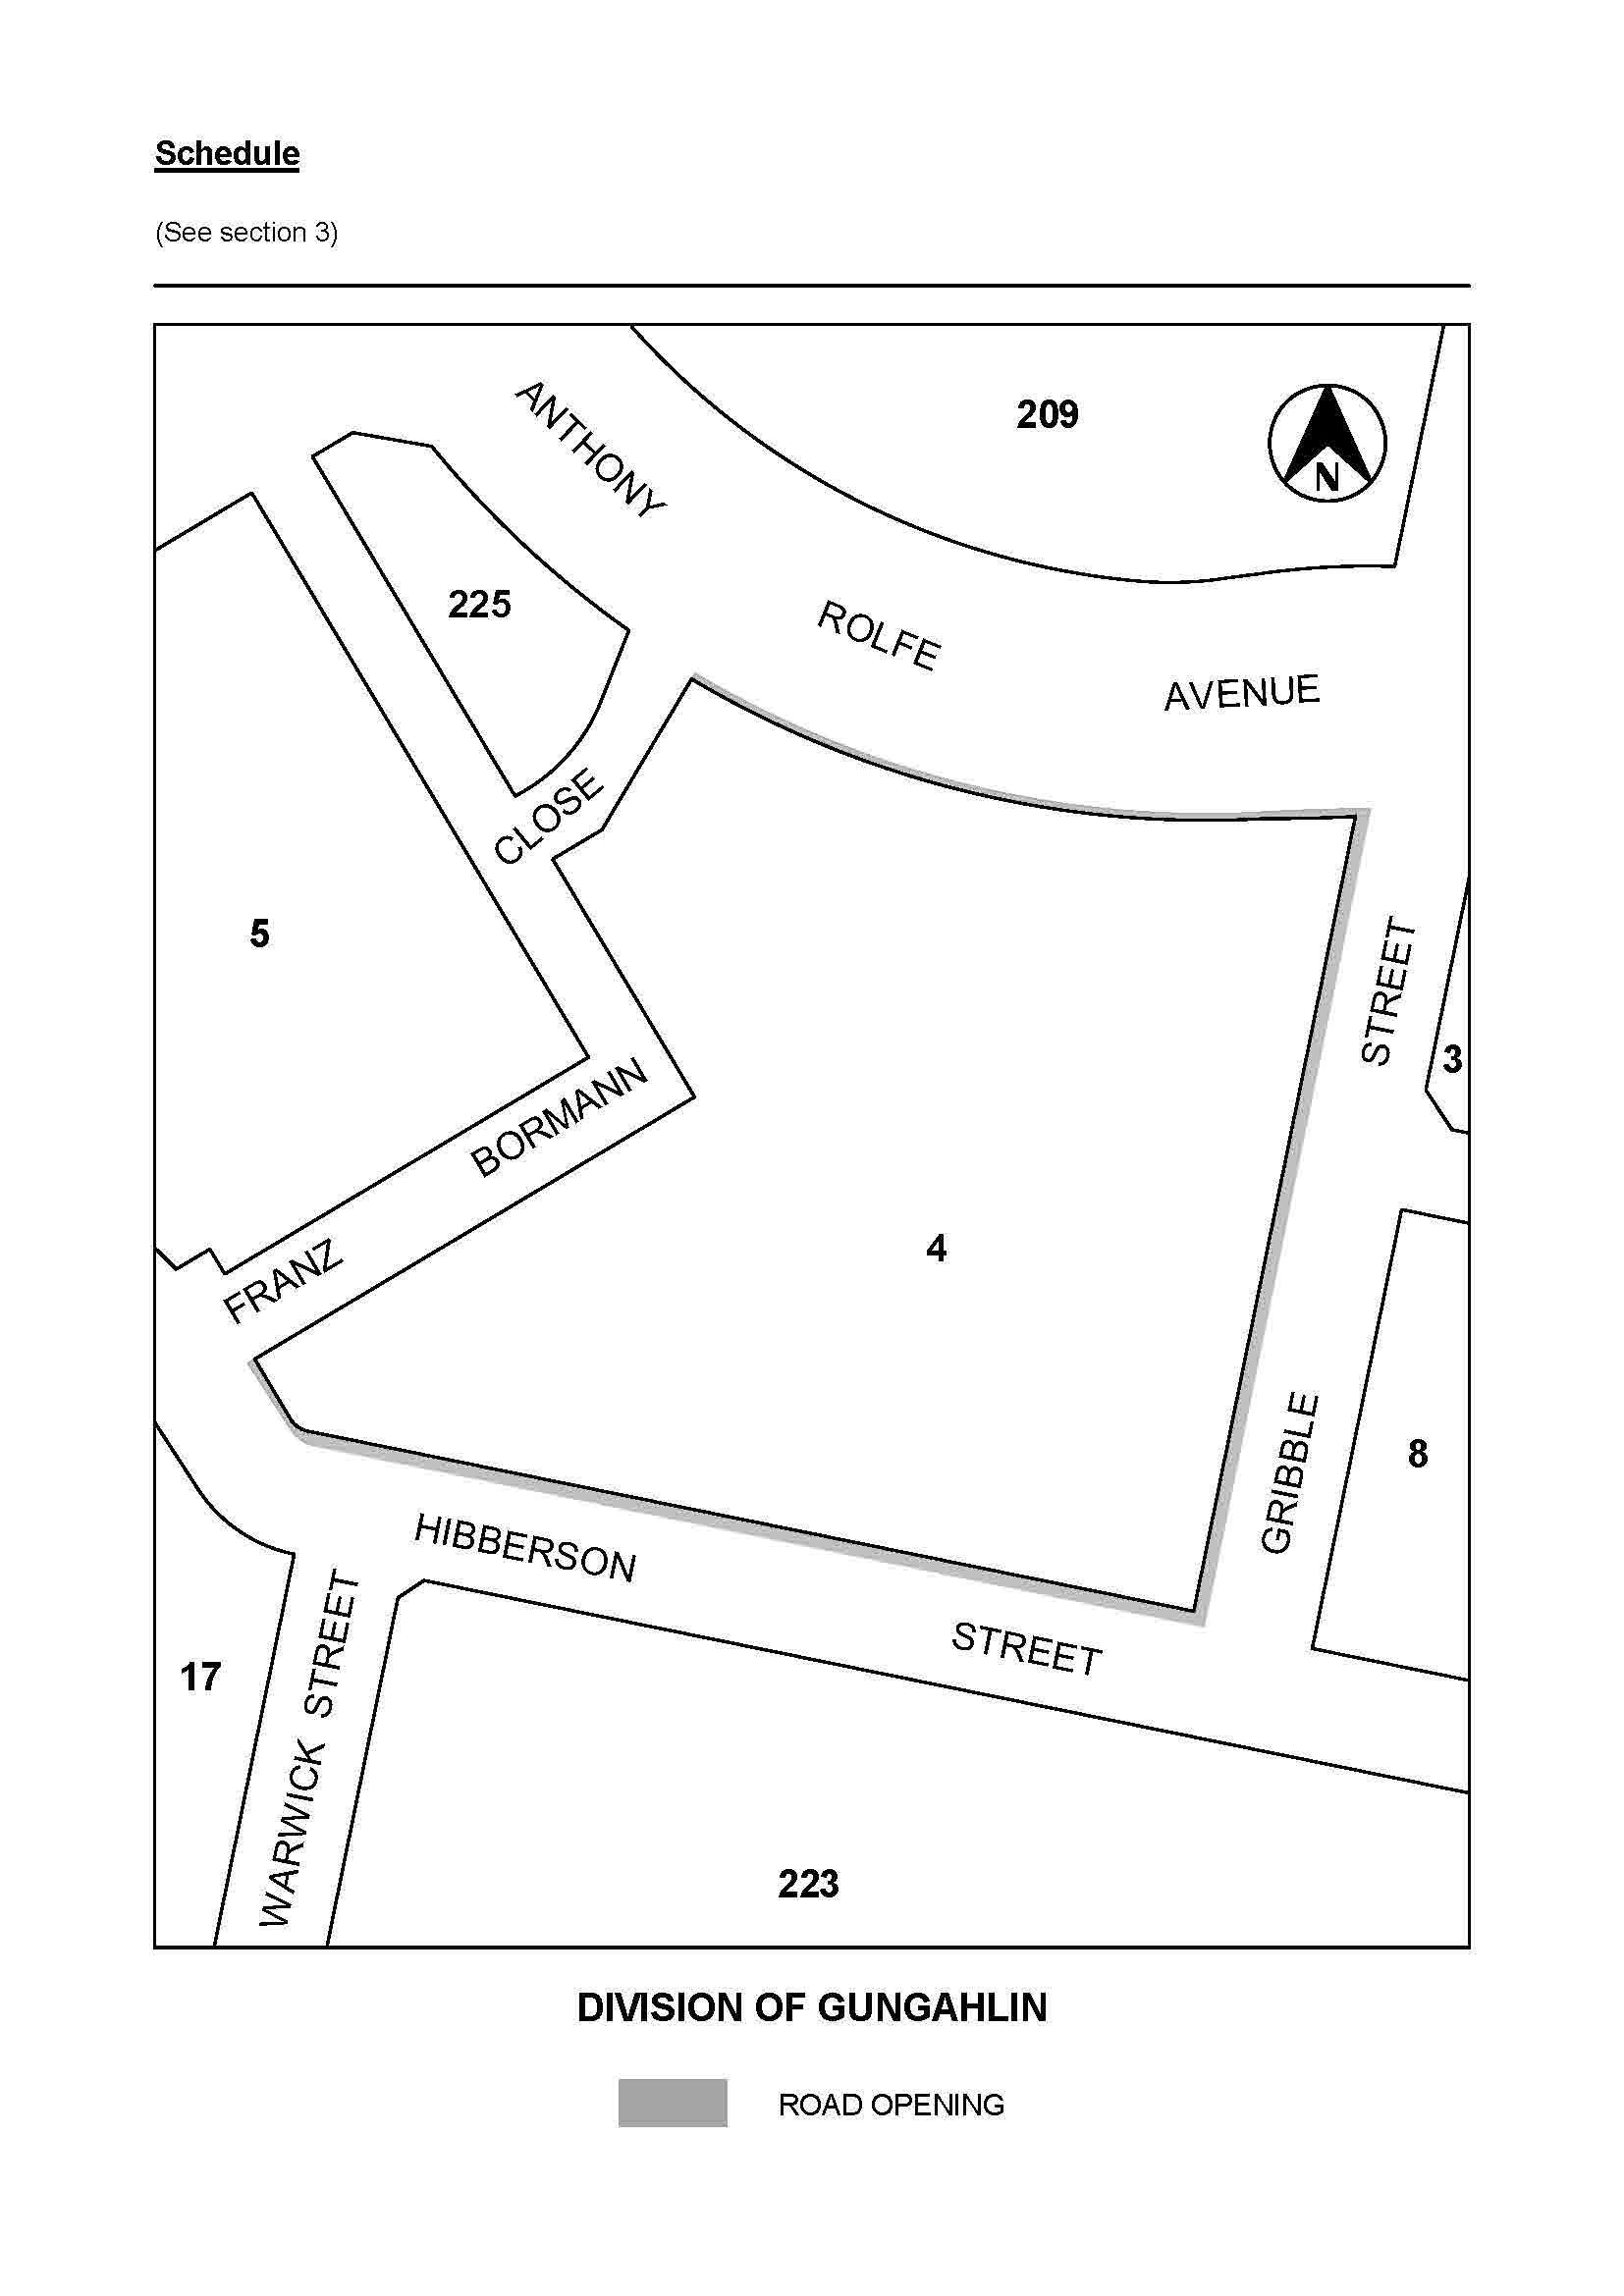 Schedule
(See section 3)
ANTHONY
209
N
225
ROLFE
AVENUE
CLOSE
5
STREET
3
BORMANN
4
FRANZ
GRIBBLE
8
HIBBERSON
STREET
17
WARWICK STREET
223
DIVISION OF GUNGAHLIN
ROAD OPENING